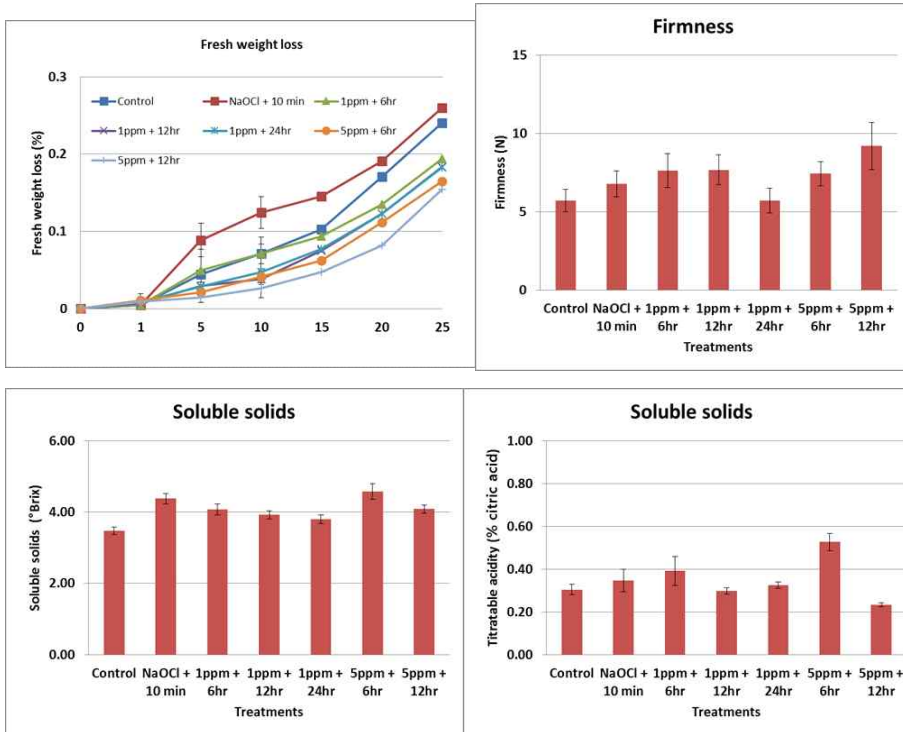 Fresh weight loss
Fresh weight loss (%)
0.3
0.2
0.1
0
Control
NaOCl + 10 min
1ppm + 6hr
1ppm + 12hr
1ppm + 24hr
5ppm + 6hr
5ppm + 12hr
0 1 5 10 15 20 25
Firmness
Firmness (N)
15
10
5
0
Control NaOCl + 1ppm + 1ppm + 1ppm + 5ppm + 5ppm +
10 min 6hr 12hr 24hr 6hr 12hr
Treatments
Soluble solids
Soluble solids (°Brix)
6.00
4.00
2.00
0.00
Control NaOCl + 1ppm + 1ppm + 1ppm + 5ppm + 5ppm +
10 min 6hr 12hr 24hr 6hr 12hr
Treatments
Soluble solids
Titratable acidity (% citric acid)
1.00
0.80
0.60
0.40
0.20
0.00
Control NaOCl + 1ppm + 1ppm + 1ppm + 5ppm + 5ppm +
10 min 6hr 12hr 24hr 6hr 12hr
Treatments